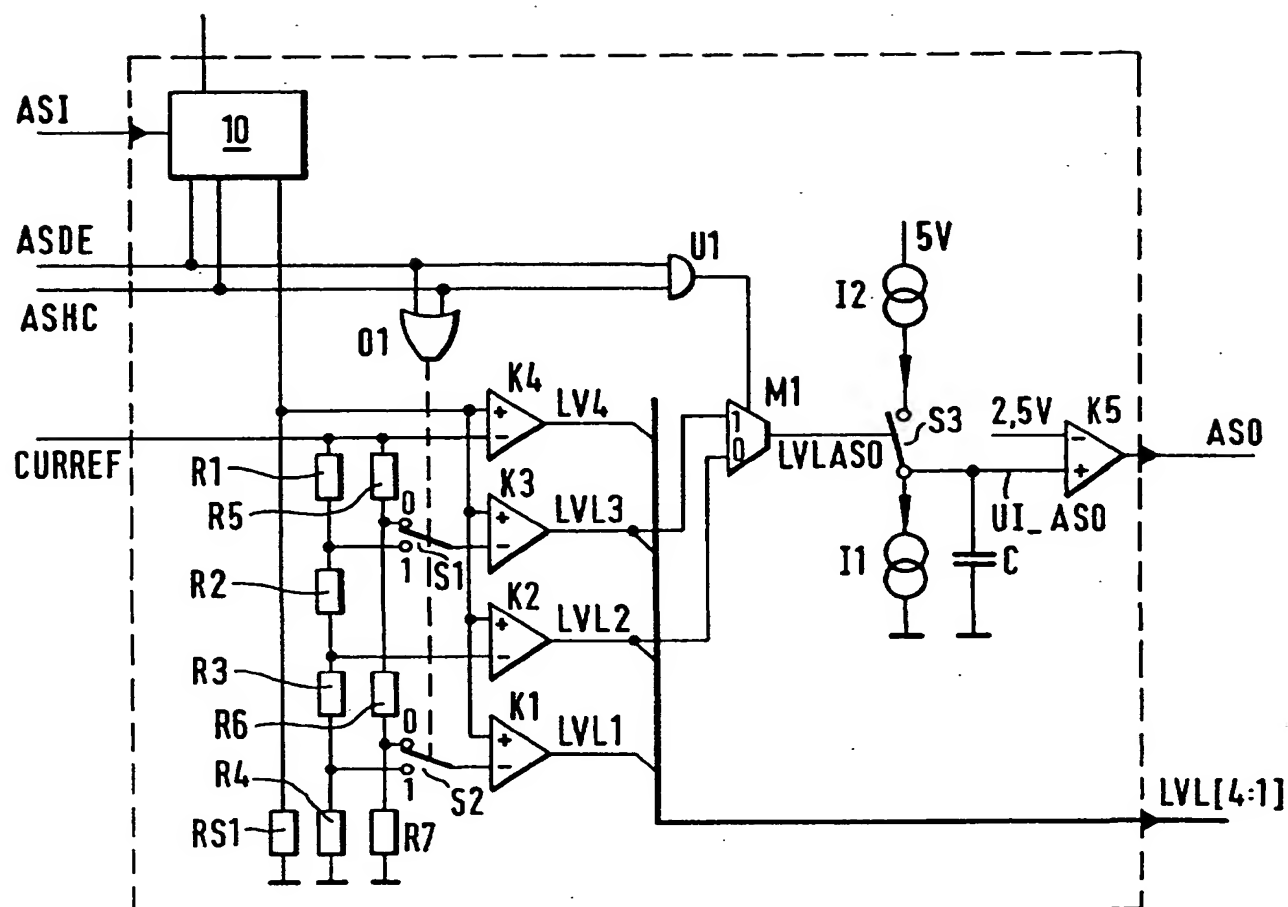 ASI
10
ASDE
U1
5V
I2
ASHC
O1
K4
LV4
M1
1
0
LVLASO
S3
2,5V
K5
ASO
CURREF
R1
R5
K3
LVL3
0
1
S1
UI_ASO
I1
C
R2
K2
LVL2
R3
R6
K1
LVL1
0
1
S2
R4
RS1
R7
LVL[4:1]
+
-
+
-
+
-
+
-
-
+